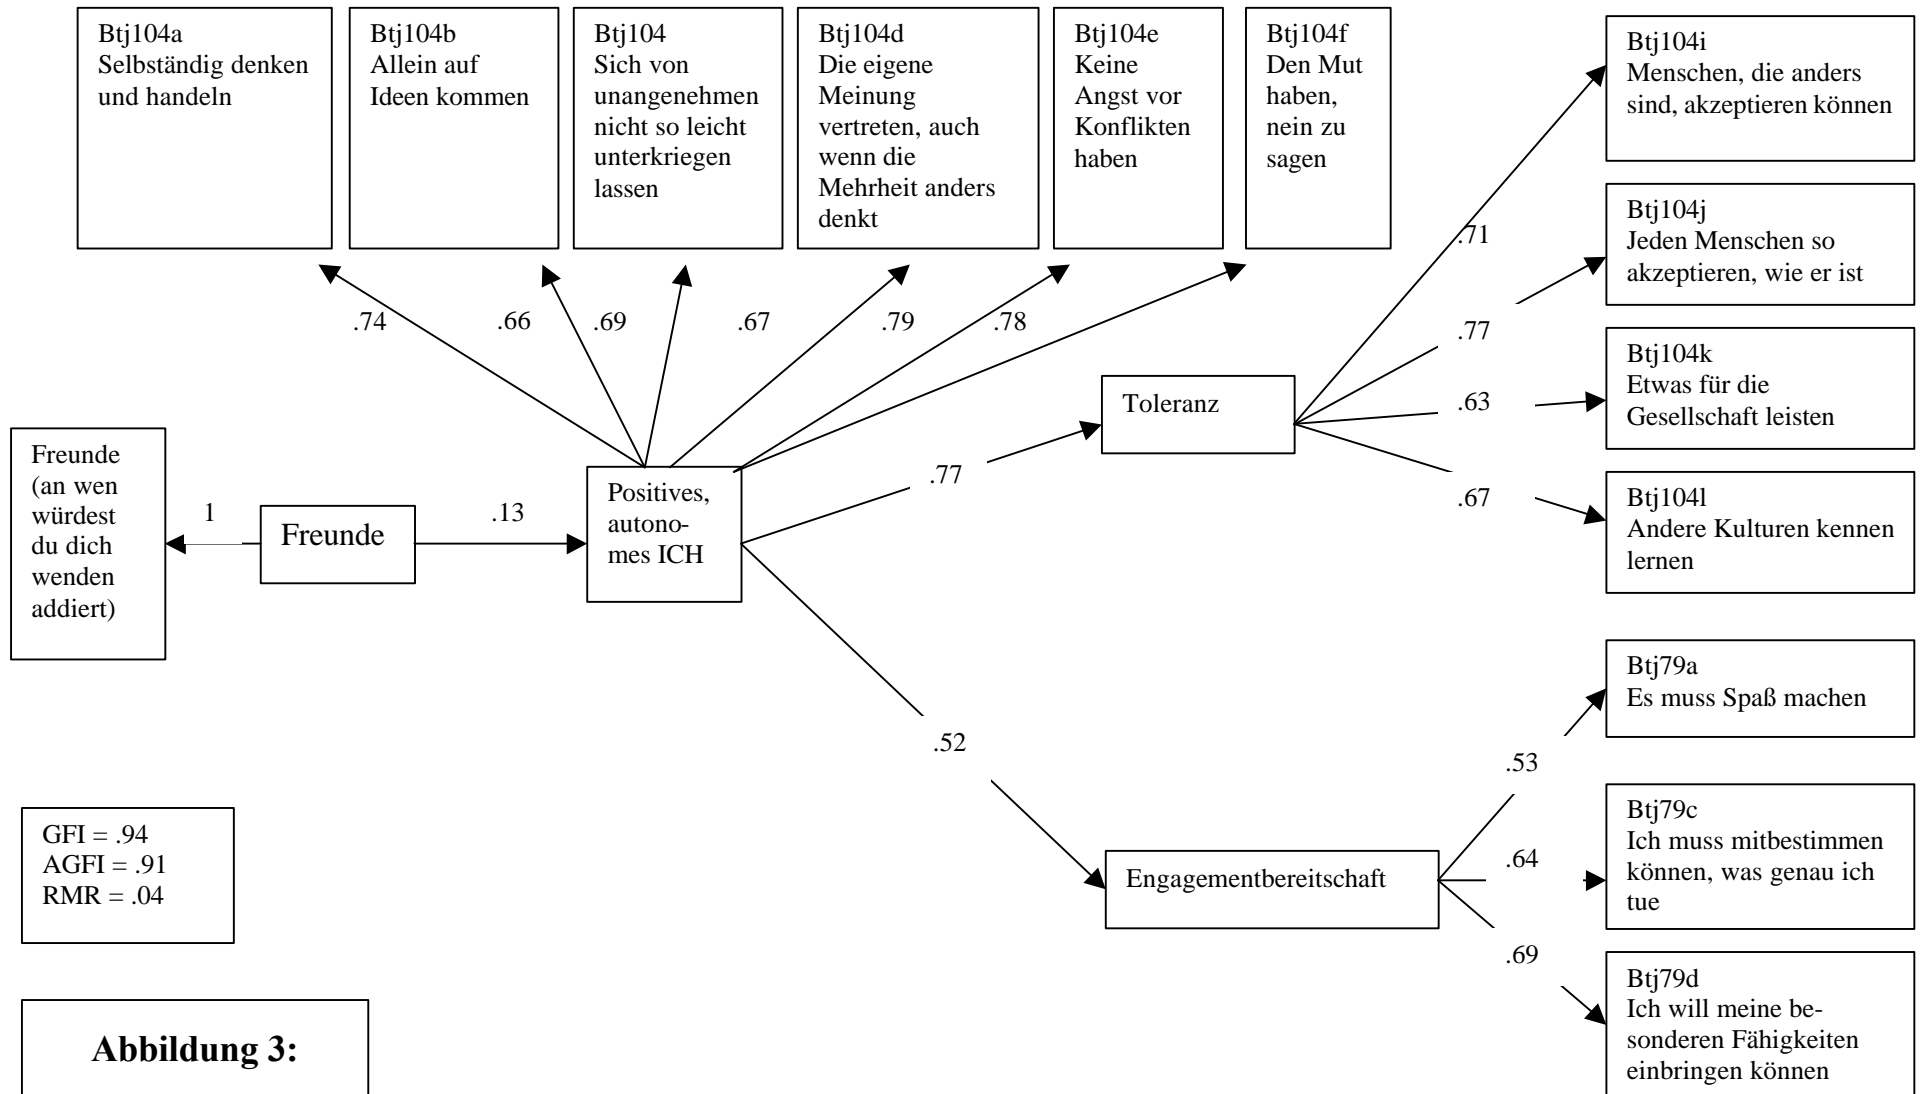 Btj104a
Selbständig denken
und handeln
Btj104b
Allein auf
Ideen kommen
Btj104
Sich von
unangenehmen
nicht so leicht
unterkriegen
lassen
Btj104d
Die eigene
Meinung
vertreten, auch
wenn die
Mehrheit anders
denkt
Btj104e
Keine
Angst vor
Konflikten
haben
Btj104f
Den Mut
haben,
nein zu
sagen
Btj104i
Menschen, die anders
sind, akzeptieren können
Btj104j
Jeden Menschen so
akzeptieren, wie er ist
Btj104k
Etwas für die
Gesellschaft leisten
Btj104l
Andere Kulturen kennen
lernen
.74
.66
.69
.67
.79
.78
.71
.77
.63
.67
Toleranz
Freunde
(an wen
würdest
du dich
wenden
addiert)
1
Freunde
.13
Positives,
autono-
mes ICH
.77
.52
Engagementbereitschaft
.53
.64
.69
Btj79a
Es muss Spaß machen
Btj79c
Ich muss mitbestimmen
können, was genau ich
tue
Btj79d
Ich will meine be-
sonderen Fähigkeiten
einbringen können
GFI = .94
AGFI = .91
RMR = .04
Abbildung 3: